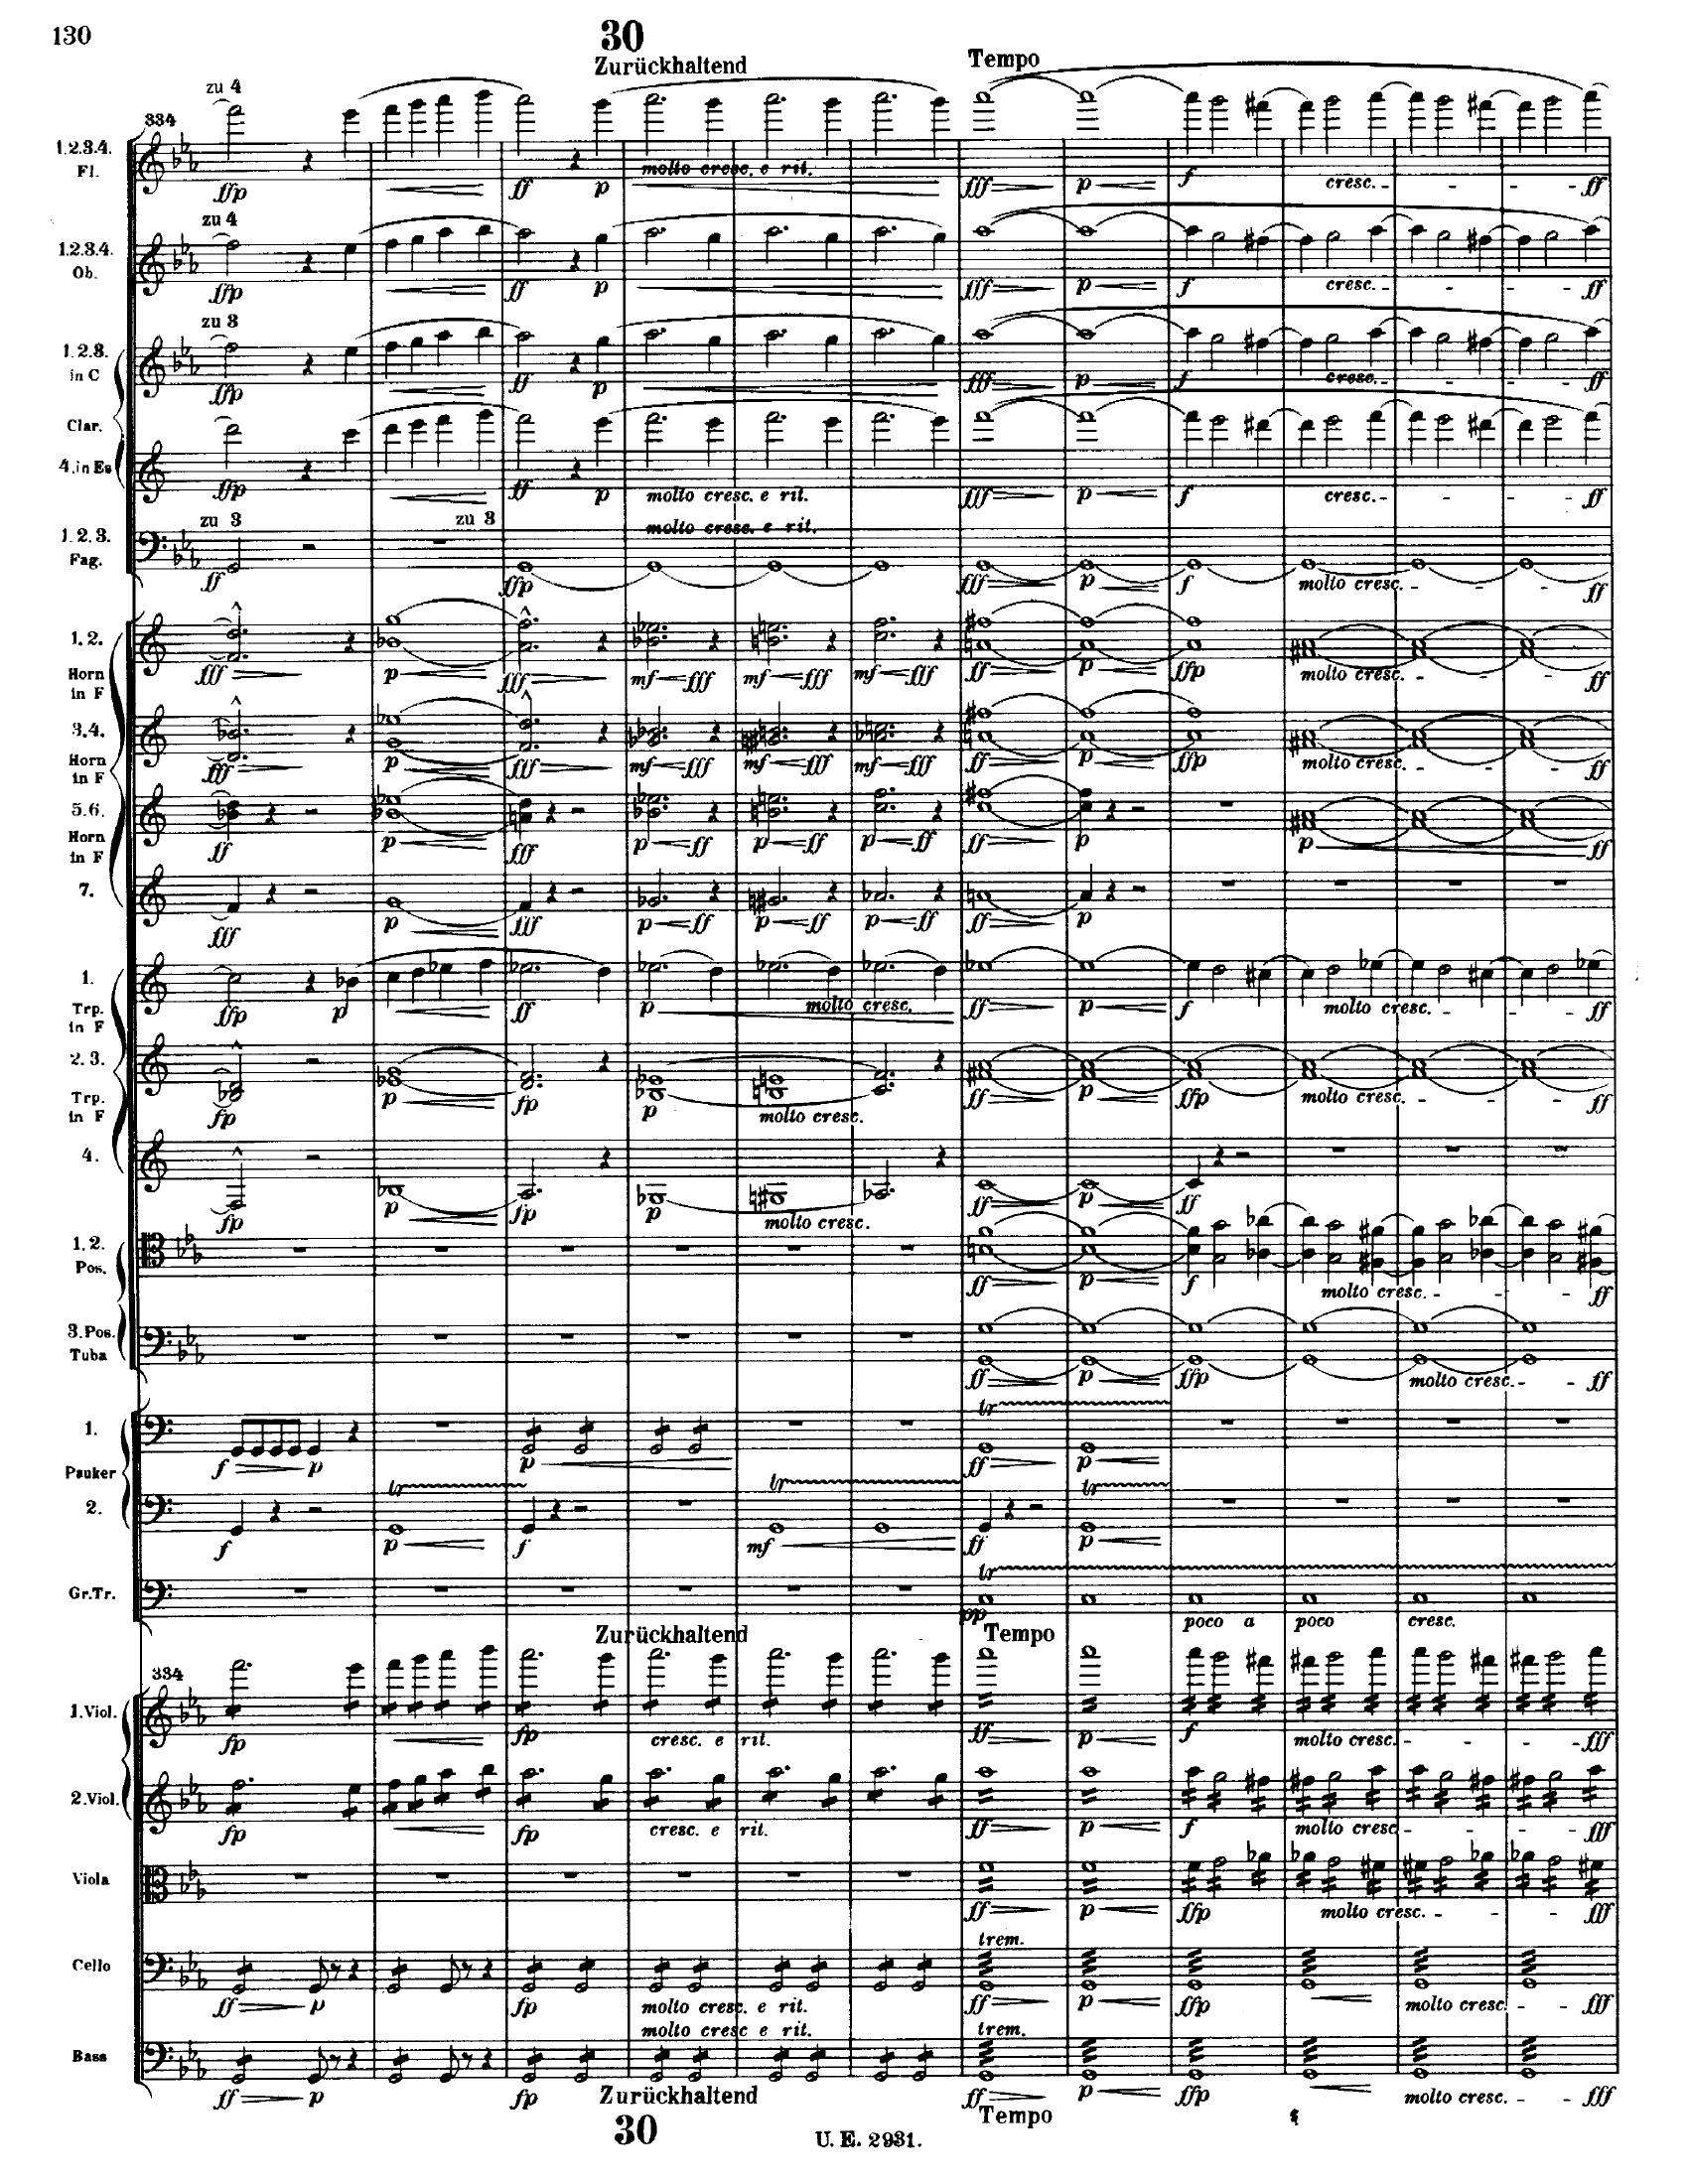 130
30
Zurückhaltend
Tempo
zu 4
334
1.2.3.4.
Fl.
ffp
ff
p
molto cresc. e rit.
fff
p
f
cresc.
ff
zu 4
1.2.3.4.
Ob.
ffp
ff
p
fff
p
f
cresc.
ff
zu 3
1.2.3.
in C
ffp
ff
p
fff
p
f
cresc.
ff
Clar.
4. in Es
ffp
ff
p
molto cresc. e rit.
fff
p
f
cresc.
ff
zu 3
zu 3
molto cresc. e rit.
1.2.3.
Fag.
ff
ffp
fff
p
f
molto cresc.
ff
1.2.
Horn
in F
fff
p
fff
mf
fff
mf
fff
mf
fff
ff
p
ffp
molto cresc.
ff
3.4.
Horn
in F
fff
p
fff
mf
fff
mf
fff
mf
fff
ff
p
ffp
molto cresc.
ff
5.6.
Horn
in F
ff
p
fff
p
ff
p
ff
p
ff
ff
p
p
ff
7.
fff
p
fff
p
ff
p
ff
p
ff
ff
p
1.
Trp.
in F
ffp
p
ff
p
molto cresc.
ff
p
f
molto cresc.
ff
2.3.
Trp.
in F
fp
p
fp
p
molto cresc.
ff
p
ffp
molto cresc.
ff
4.
fp
p
fp
p
molto cresc.
ff
p
ff
1.2.
Pos.
ff
p
f
molto cresc.
ff
3. Pos.
Tuba
ff
p
ffp
molto cresc.
ff
1.
tr
f
p
p
ff
p
Pauker
2.
tr
tr
tr
f
p
f
mf
ff
p
Gr.Tr.
tr
pp
poco a
poco
cresc.
Zurückhaltend
Tempo
334
1. Viol.
fp
fp
cresc. e rit.
ff
p
f
molto cresc.
fff
2. Viol.
fp
fp
cresc. e rit.
ff
p
f
molto cresc
fff
Viola
ff
p
ffp
molto cresc.
fff
trem.
Cello
ff
p
fp
molto cresc. e rit.
ff
p
ffp
molto cresc.
fff
molto cresc e rit.
trem.
Bass
ff
p
fp
ff
p
ffp
molto cresc.
fff
Zurückhaltend
Tempo
30
U. E. 2931.